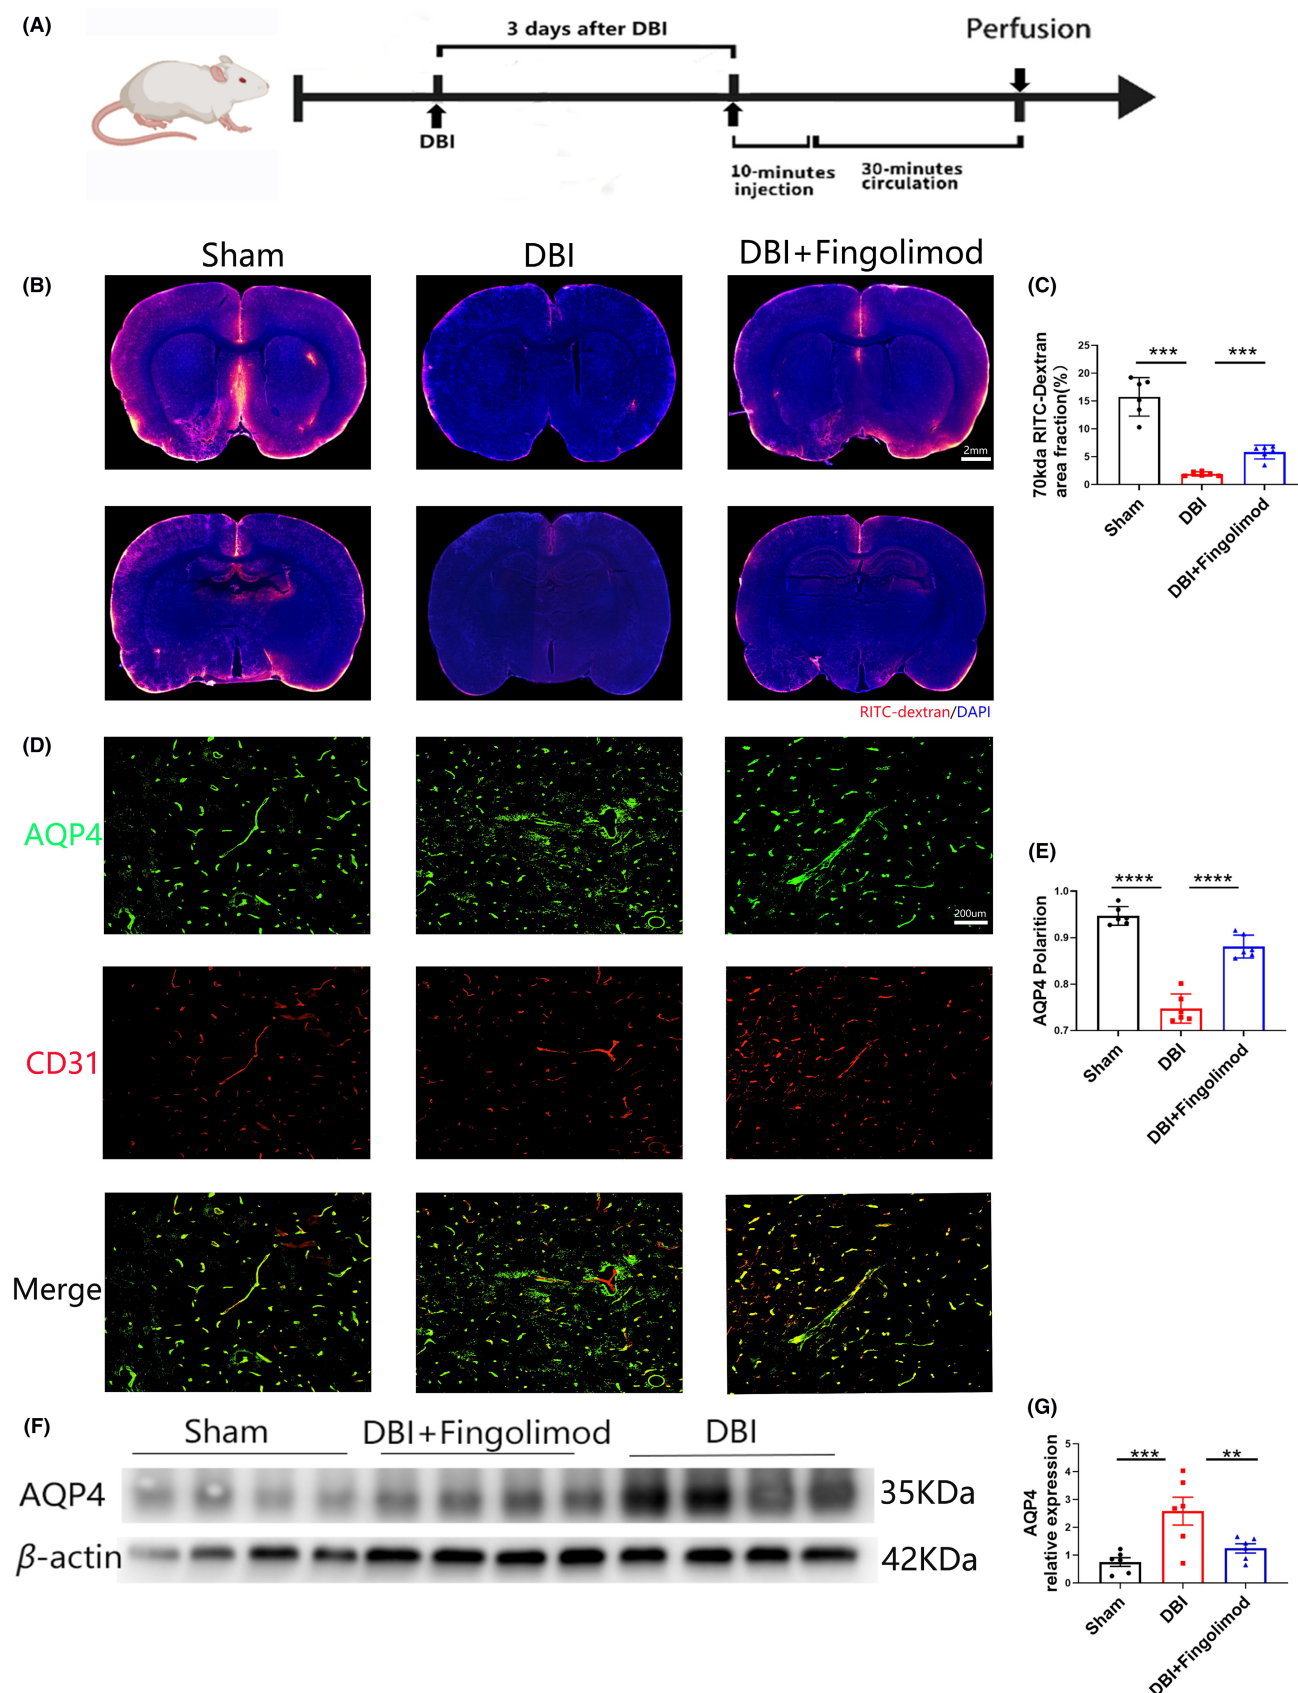 (A)
3 days after DBI
Perfusion
DBI
10-minutes
injection
30-minutes
circulation
(B)
Sham
DBI
DBI+Fingolimod
2mm
RITC-dextran/DAPI
(C)
70kda RITC-Dextran
area fraction(%)
25
20
15
10
5
0
***
***
Sham
DBI
DBI+Fingolimod
(D)
AQP4
200um
CD31
Merge
(E)
AQP4 Polarition
1.0
0.9
0.8
0.7
****
****
Sham
DBI
DBI+Fingolimod
(F)
Sham
DBI+Fingolimod
DBI
AQP4
35KDa
β-actin
42KDa
(G)
AQP4
relative expression
5
4
3
2
1
0
***
**
Sham
DBI
DBI+Fingolimod